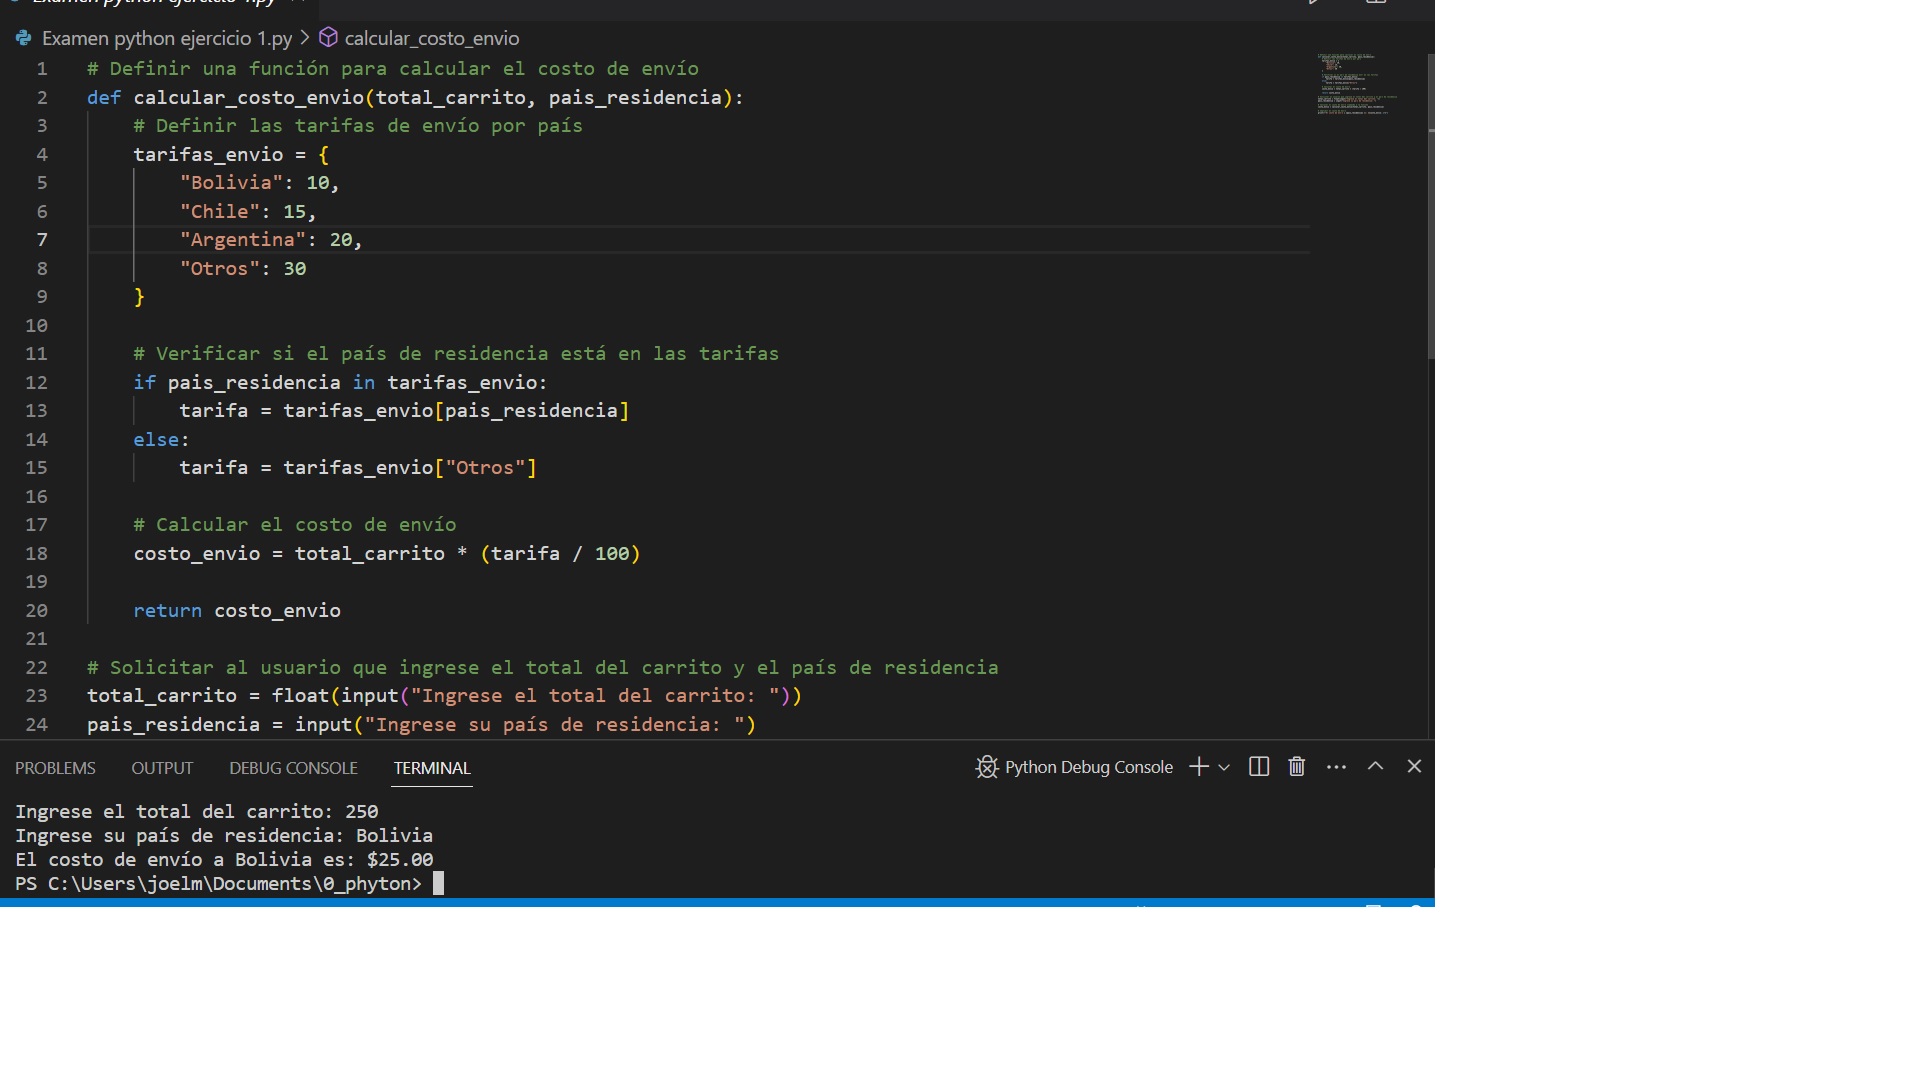 Examen python ejercicio 1.py
Examen python ejercicio 1.py > calcular_costo_envio
1 # Definir una función para calcular el costo de envío
2 def calcular_costo_envio(total_carrito, pais_residencia):
3     # Definir las tarifas de envío por país
4     tarifas_envio = {
5         "Bolivia": 10,
6         "Chile": 15,
7         "Argentina": 20,
8         "Otros": 30
9     }
10
11     # Verificar si el país de residencia está en las tarifas
12     if pais_residencia in tarifas_envio:
13         tarifa = tarifas_envio[pais_residencia]
14     else:
15         tarifa = tarifas_envio["Otros"]
16
17     # Calcular el costo de envío
18     costo_envio = total_carrito * (tarifa / 100)
19
20     return costo_envio
21
22 # Solicitar al usuario que ingrese el total del carrito y el país de residencia
23 total_carrito = float(input("Ingrese el total del carrito: "))
24 pais_residencia = input("Ingrese su país de residencia: ")
PROBLEMS OUTPUT DEBUG CONSOLE TERMINAL Python Debug Console
Ingrese el total del carrito: 250
Ingrese su país de residencia: Bolivia
El costo de envío a Bolivia es: $25.00
PS C:\Users\joelm\Documents\0_phyton>